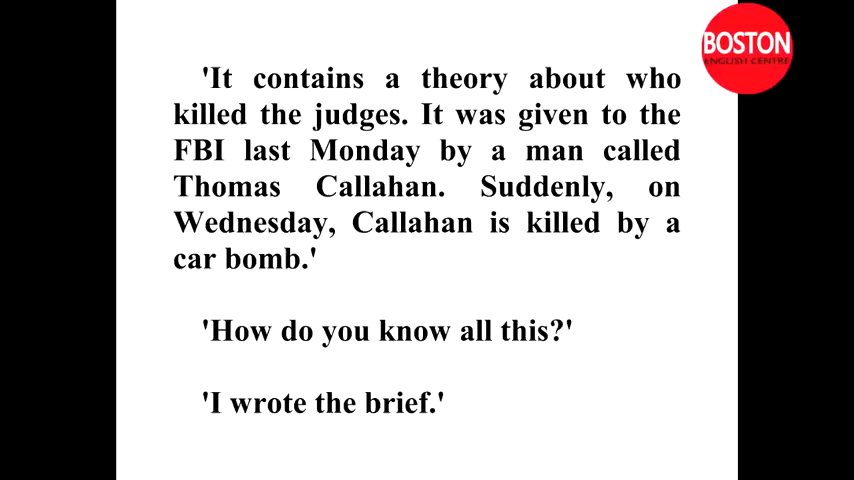 BOSTON
ENGLISH CENTRE
'It contains a theory about who
killed the judges. It was given to the
FBI last Monday by a man called
Thomas Callahan. Suddenly, on
Wednesday, Callahan is killed by a
car bomb.'
'How do you know all this?'
'I wrote the brief.'